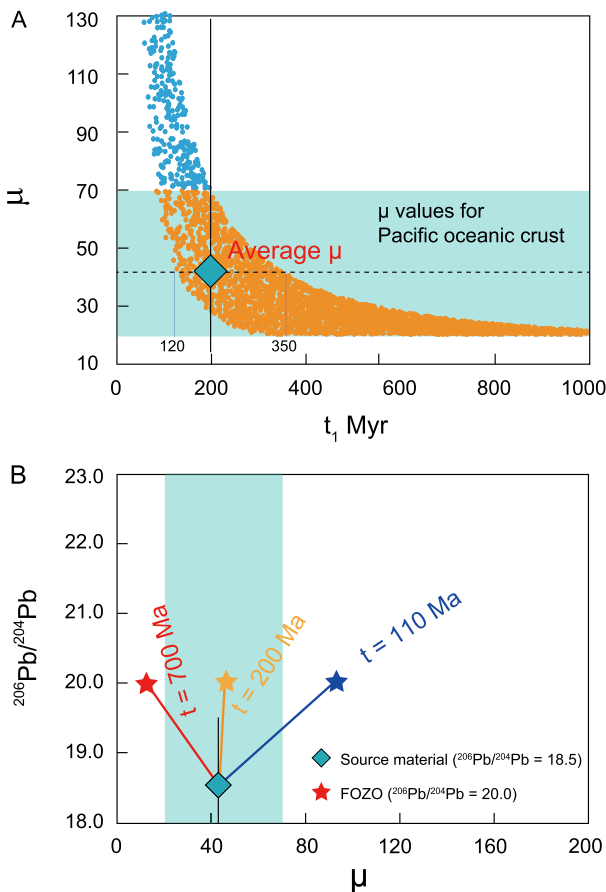 A
130
110
90
70
50
30
10
μ
μ values for
Pacific oceanic crust
Average μ
120
350
0
200
400
600
800
1000
t₁ Myr
B
23.0
22.0
21.0
20.0
19.0
18.0
²⁰⁶Pb/²⁰⁴Pb
t = 700 Ma
t = 200 Ma
t = 110 Ma
Source material (²⁰⁶Pb/²⁰⁴Pb = 18.5)
FOZO (²⁰⁶Pb/²⁰⁴Pb = 20.0)
0
40
80
120
160
200
μ